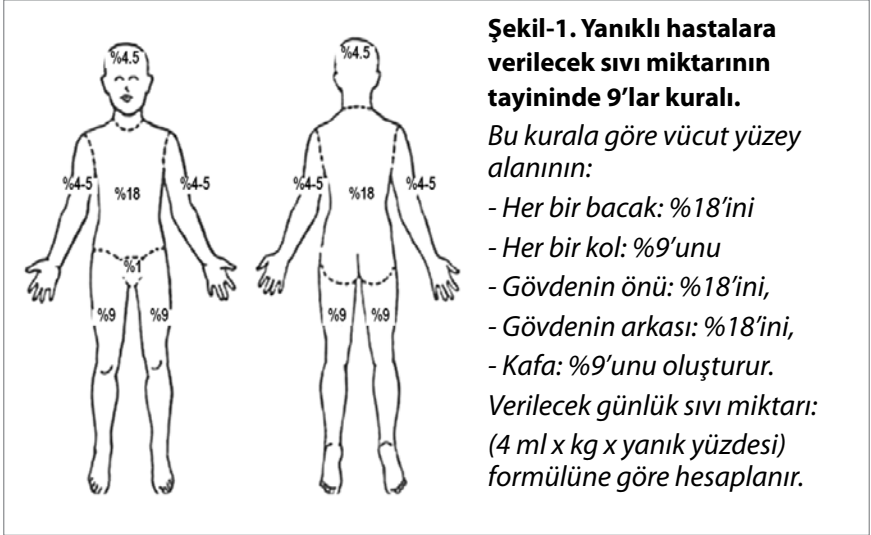 %4.5
%4.5
%4-5
%18
%4-5
%4-5
%18
%4-5
%1
%9
%9
%9
%9
Şekil-1. Yanıklı hastalara
verilecek sıvı miktarının
tayininde 9’lar kuralı.
Bu kurala göre vücut yüzey
alanının:
- Her bir bacak: %18’ini
- Her bir kol: %9’unu
- Gövdenin önü: %18’ini,
- Gövdenin arkası: %18’ini,
- Kafa: %9’unu oluşturur.
Verilecek günlük sıvı miktarı:
(4 ml x kg x yanık yüzdesi)
formülüne göre hesaplanır.